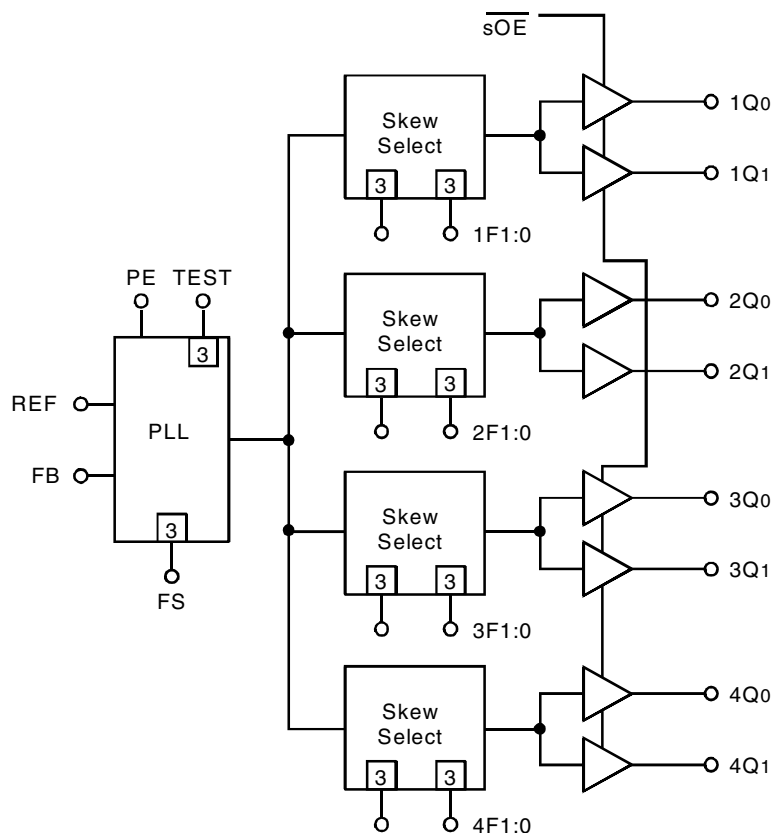 sOE
Skew
Select
3 3
1F1:0
1Q0
1Q1
PE TEST
3
REF
FB
PLL
3
FS
Skew
Select
3 3
2F1:0
2Q0
2Q1
Skew
Select
3 3
3F1:0
3Q0
3Q1
Skew
Select
3 3
4F1:0
4Q0
4Q1